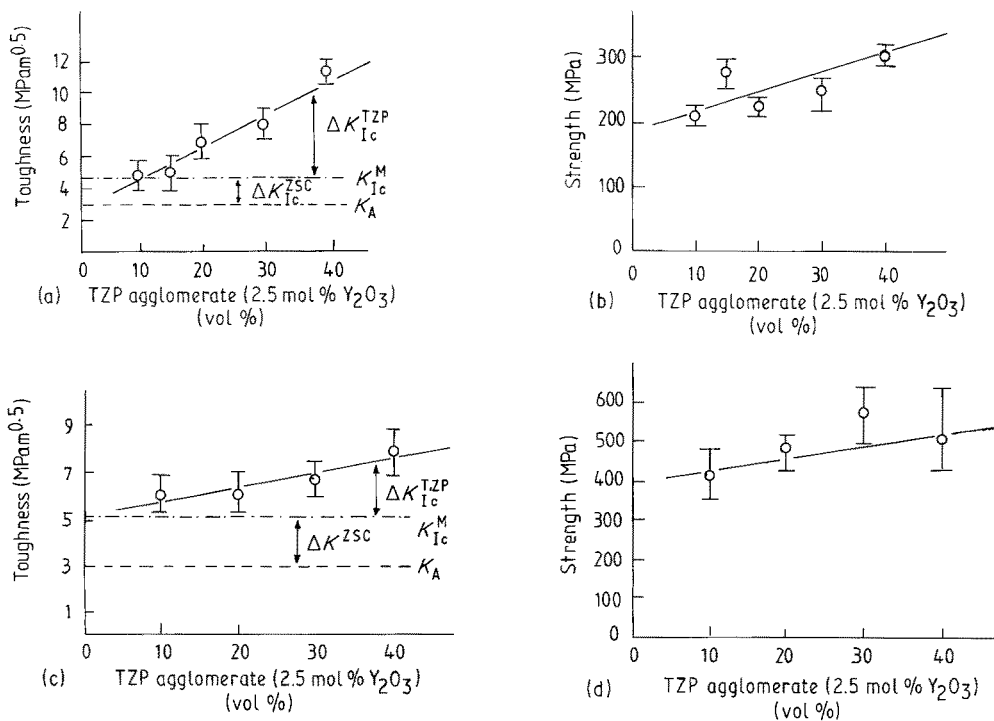 Toughness (MPam^0.5)
12
10
8
6
4
2
0
10
20
30
40
ΔK_Ic^TZP
K_Ic^M
ΔK_Ic^ZSC
K_A
(a) TZP agglomerate (2.5 mol % Y₂O₃)
(vol %)
Strength (MPa)
300
200
100
0
0
10
20
30
40
(b) TZP agglomerate (2.5 mol % Y₂O₃)
(vol %)
Toughness (MPam^0.5)
9
7
5
3
1
0
10
20
30
40
ΔK_Ic^TZP
K_Ic^M
ΔK^ZSC
K_A
(c) TZP agglomerate (2.5 mol % Y₂O₃)
(vol %)
Strength (MPa)
600
500
400
300
200
100
0
0
10
20
30
40
(d) TZP agglomerate (2.5 mol % Y₂O₃)
(vol %)